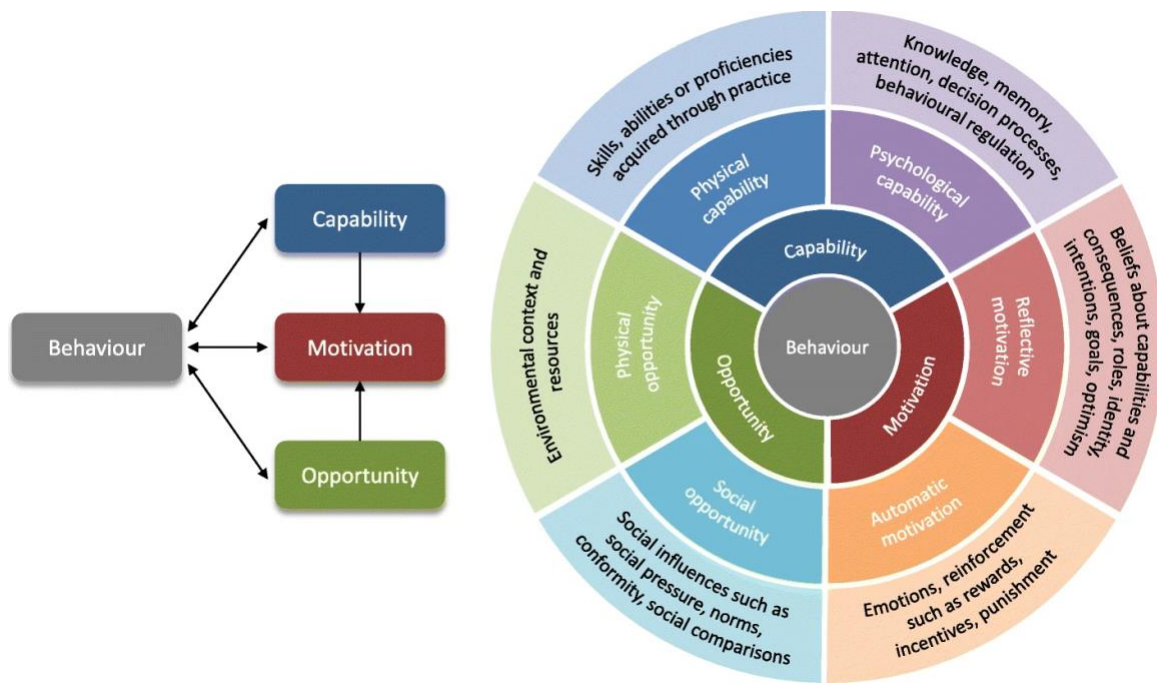 Capability
Behaviour
Motivation
Opportunity
Skills, abilities or proficiencies
acquired through practice
Knowledge, memory,
attention, decision processes,
behavioural regulation
Physical
capability
Psychological
capability
Capability
Environmental context and
resources
Physical
opportunity
Opportunity
Behaviour
Motivation
Reflective
motivation
Beliefs about capabilities and
consequences, roles, identity,
intentions, goals, optimism
Social
opportunity
Automatic
motivation
Social influences such as
social pressure, norms,
conformity, social comparisons
Emotions, reinforcement
such as rewards,
incentives, punishment